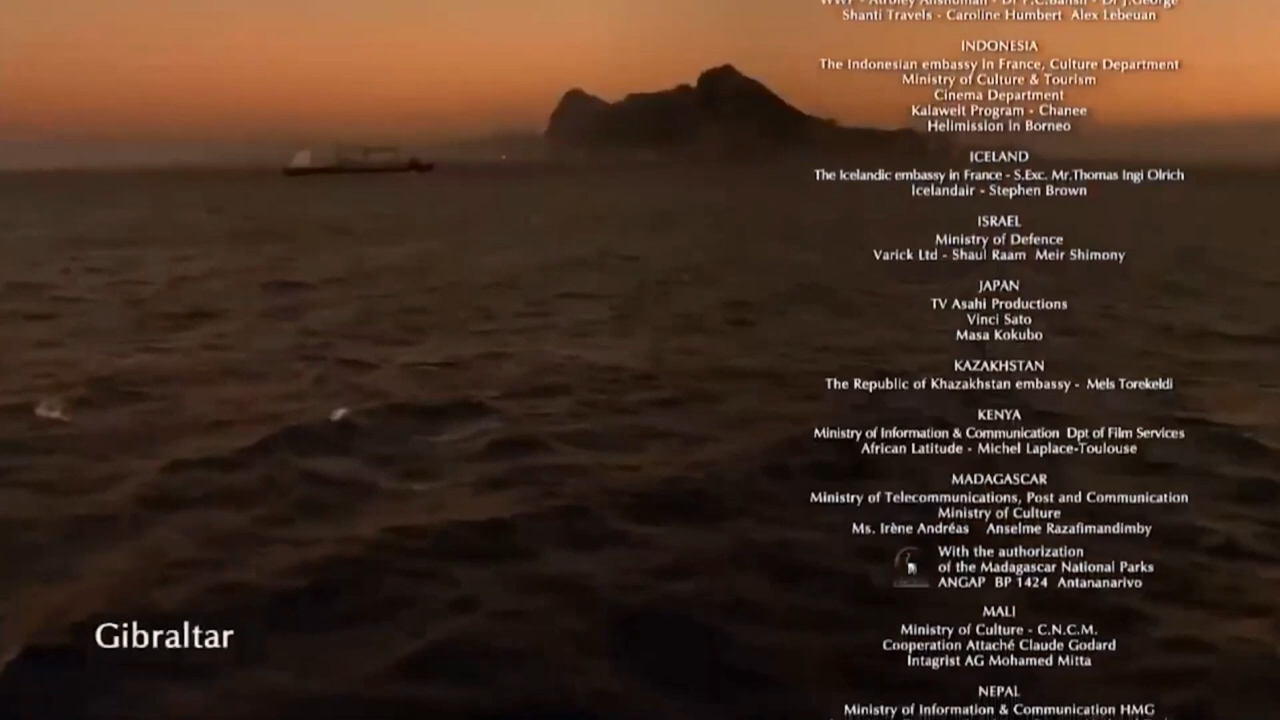 Shanti Travels - Caroline Humbert Alex Lebeuan
INDONESIA
The Indonesian embassy in France, Culture Department
Ministry of Culture & Tourism
Cinema Department
Kalaweit Program - Chanee
Helimission in Borneo
ICELAND
The Icelandic embassy in France - S.Exc. Mr.Thomas Ingi Olrich
Icelandair - Stephen Brown
ISRAEL
Ministry of Defence
Varick Ltd - Shaul Raam Meir Shimony
JAPAN
TV Asahi Productions
Vinci Sato
Masa Kokubo
KAZAKHSTAN
The Republic of Khazakhstan embassy - Mels Torekeldi
KENYA
Ministry of Information & Communication Dpt of Film Services
African Latitude - Michel Laplace-Toulouse
MADAGASCAR
Ministry of Telecommunications, Post and Communication
Ministry of Culture
Ms. Irène Andréas Anselme Razafimandimby
With the authorization
of the Madagascar National Parks
ANGAP BP 1424 Antananarivo
MALI
Ministry of Culture - C.N.C.M.
Cooperation Attaché Claude Godard
Intagrist AG Mohamed Mitta
NEPAL
Ministry of Information & Communication HMG
Gibraltar